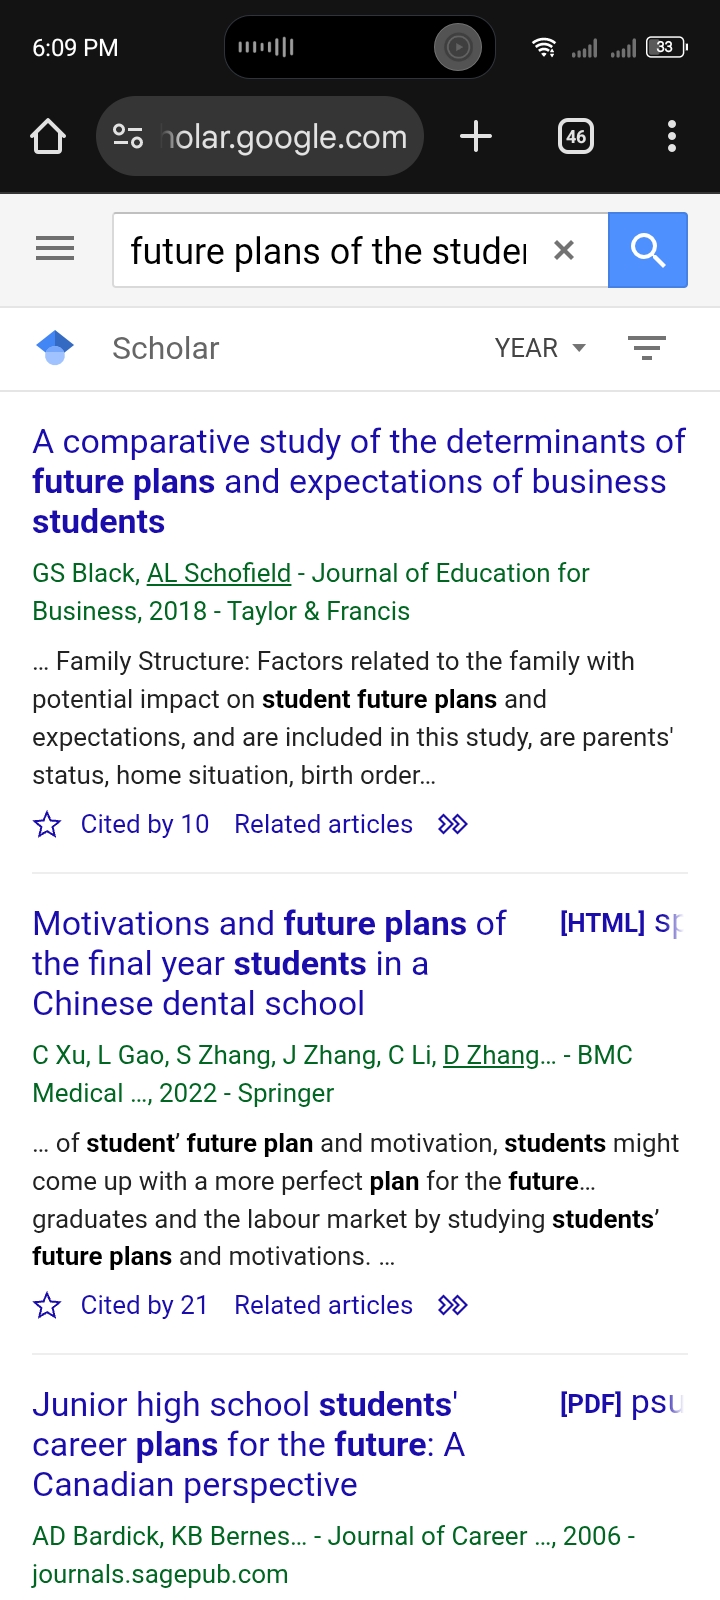 6:09 PM
33
olar.google.com
46
future plans of the studen
Scholar
YEAR
A comparative study of the determinants of
future plans and expectations of business
students
GS Black, AL Schofield - Journal of Education for
Business, 2018 - Taylor & Francis
... Family Structure: Factors related to the family with
potential impact on student future plans and
expectations, and are included in this study, are parents'
status, home situation, birth order...
Cited by 10 Related articles
Motivations and future plans of
the final year students in a
Chinese dental school
[HTML] sp
C Xu, L Gao, S Zhang, J Zhang, C Li, D Zhang... - BMC
Medical ..., 2022 - Springer
... of student’ future plan and motivation, students might
come up with a more perfect plan for the future...
graduates and the labour market by studying students’
future plans and motivations. ...
Cited by 21 Related articles
Junior high school students'
career plans for the future: A
Canadian perspective
[PDF] psu
AD Bardick, KB Bernes... - Journal of Career ..., 2006 -
journals.sagepub.com